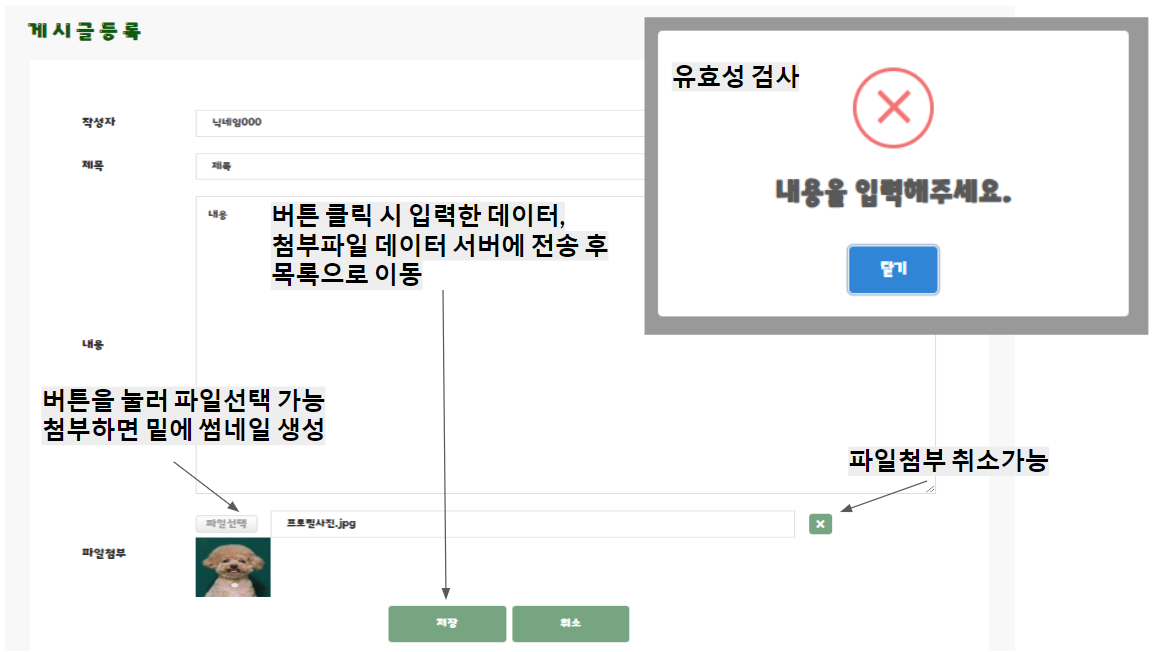 게시글등록
유효성 검사
내용을 입력해주세요.
닫기
작성자
닉네임000
제목
제목
내용
버튼 클릭 시 입력한 데이터,
첨부파일 데이터 서버에 전송 후
목록으로 이동
내용
버튼을 눌러 파일선택 가능
첨부하면 밑에 썸네일 생성
파일첨부 취소가능
파일선택
프로필사진.jpg
x
파일첨부
저장
취소